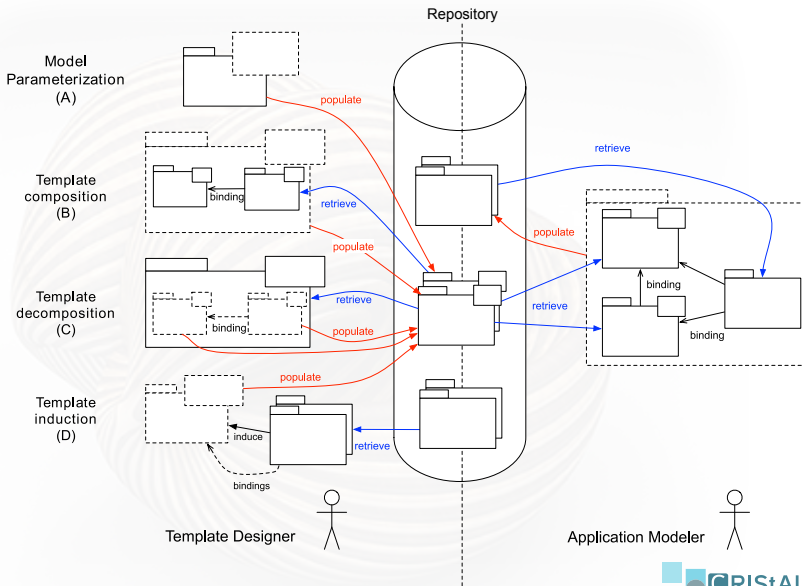 Repository
Model
Parameterization
(A)
populate
retrieve
Template
composition
(B)
binding
retrieve
populate
populate
Template
decomposition
(C)
retrieve
binding
populate
retrieve
binding
binding
Template
induction
(D)
populate
induce
retrieve
bindings
Template Designer
Application Modeler
CRIStAL